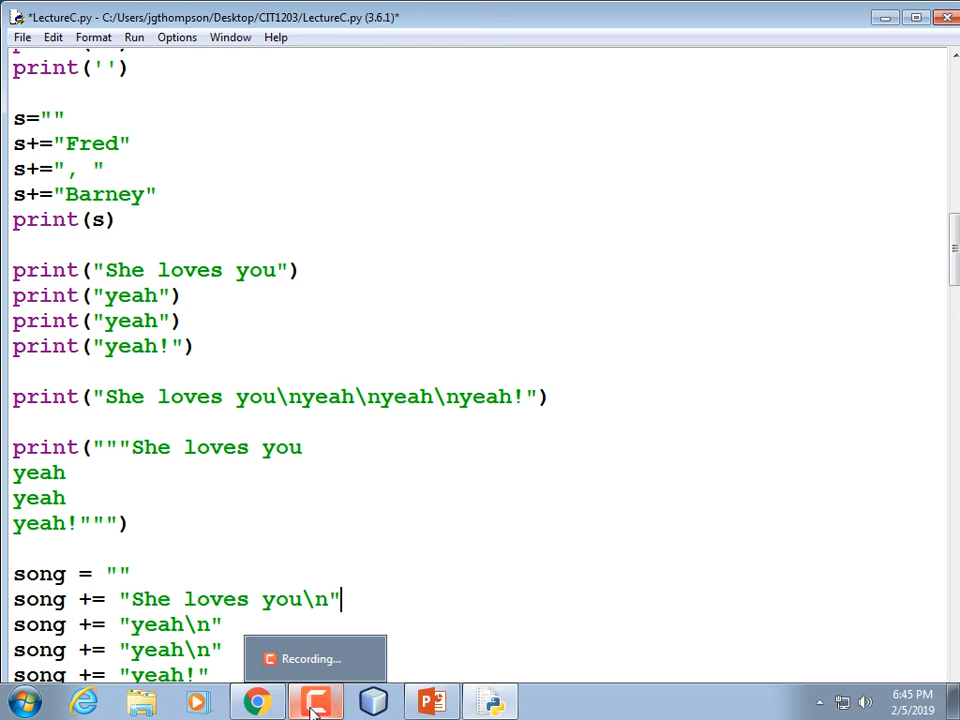 *LectureC.py - C:/Users/jgthompson/Desktop/CIT1203/LectureC.py (3.6.1)*
File Edit Format Run Options Window Help
print('')
s=""
s+="Fred"
s+=", "
s+="Barney"
print(s)
print("She loves you")
print("yeah")
print("yeah")
print("yeah!")
print("She loves you\nyeah\nyeah\nyeah!")
print("""She loves you
yeah
yeah
yeah!""")
song = ""
song += "She loves you\n"
song += "yeah\n"
song += "yeah\n"
song += "yeah!"
Recording...
6:45 PM
2/5/2019